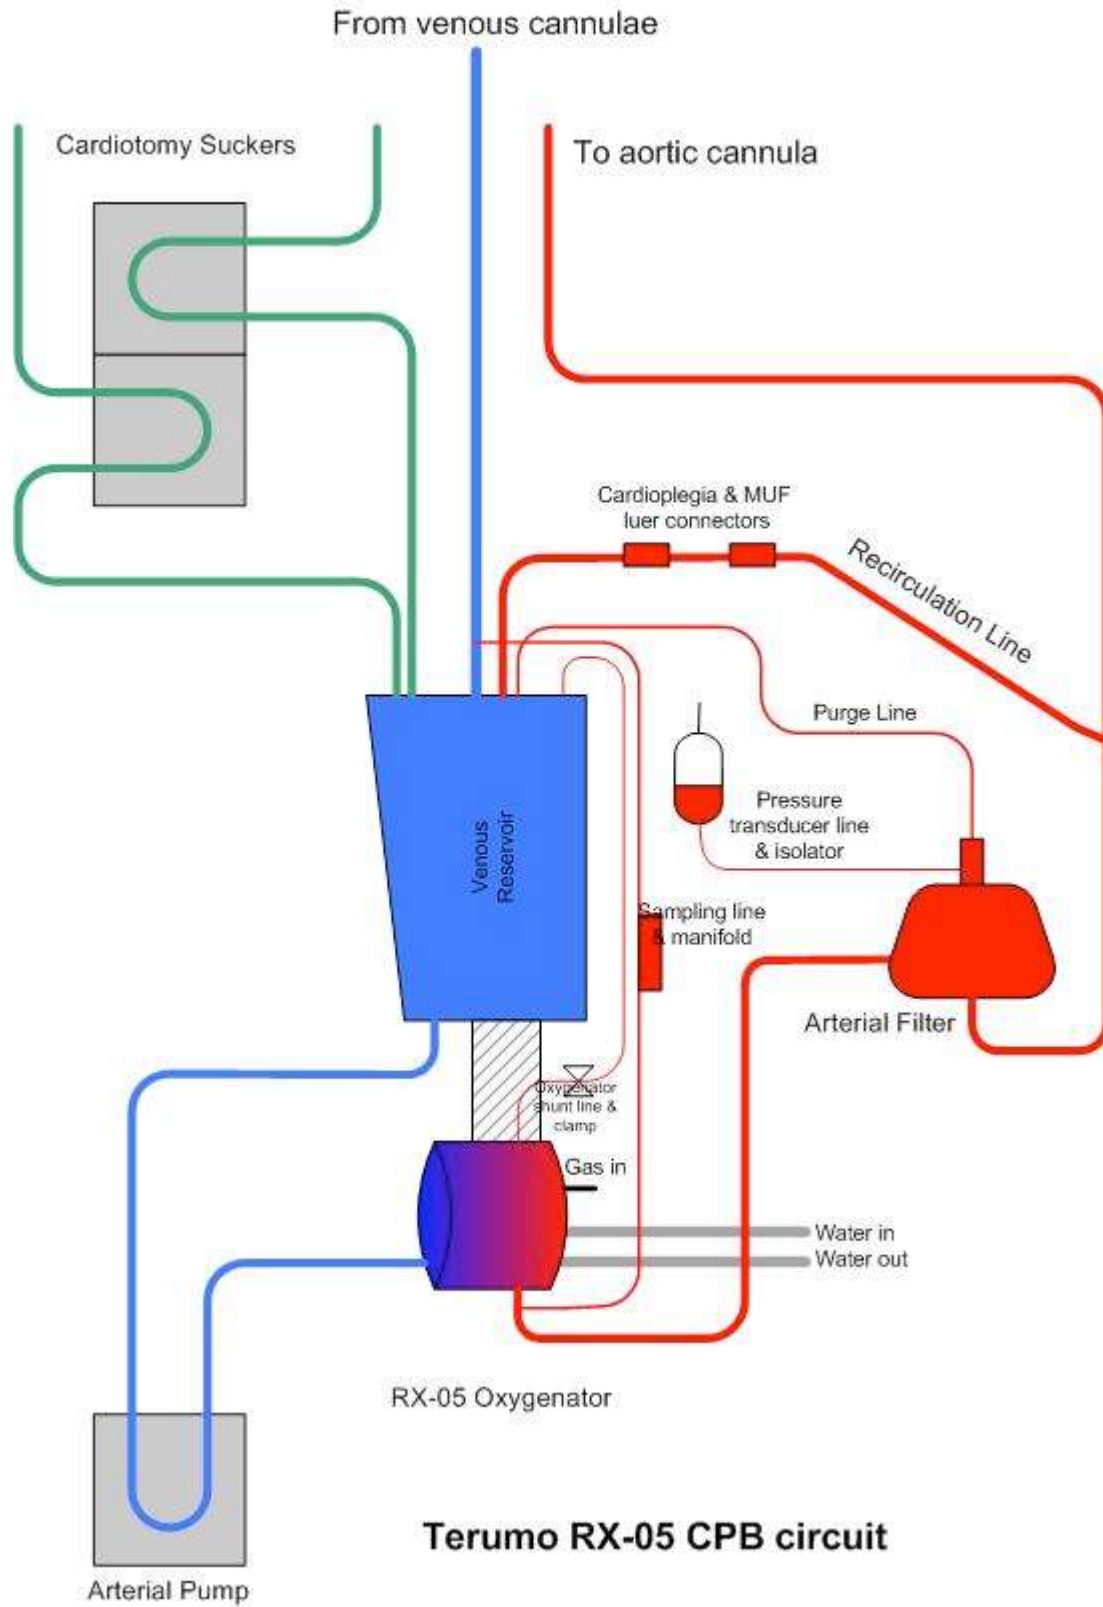 From venous cannulae
Cardiotomy Suckers
To aortic cannula
Cardioplegia & MUF
luer connectors
Recirculation Line
Purge Line
Pressure
transducer line
& isolator
Venous
Reservoir
Sampling line
& manifold
Arterial Filter
Oxygenator
shunt line &
clamp
Gas in
Water in
Water out
RX-05 Oxygenator
Terumo RX-05 CPB circuit
Arterial Pump